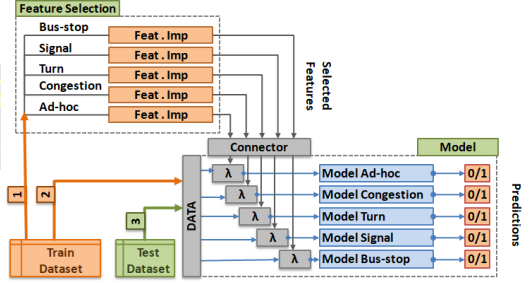 Feature Selection
Bus-stop
Feat. Imp
Signal
Feat. Imp
Turn
Feat. Imp
Congestion
Feat. Imp
Ad-hoc
Feat. Imp
Selected
Features
Connector
Model
1
2
3
DATA
λ
Model Ad-hoc
0/1
λ
Model Congestion
0/1
λ
Model Turn
0/1
λ
Model Signal
0/1
λ
Model Bus-stop
0/1
Predictions
Train
Dataset
Test
Dataset